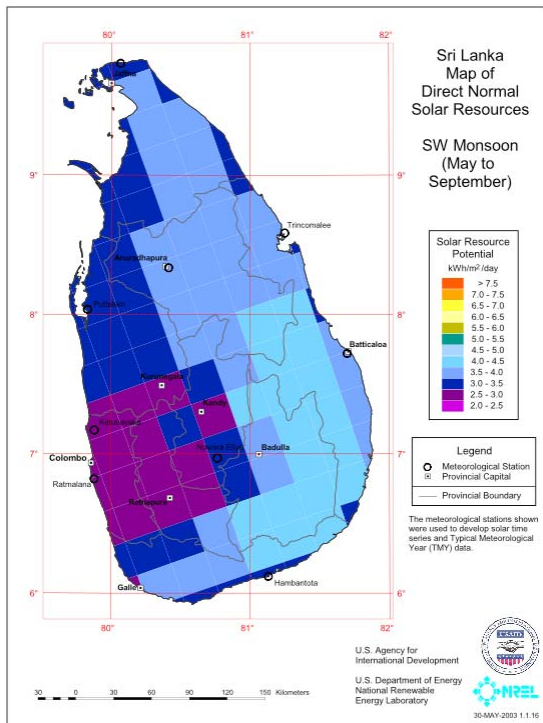 Sri Lanka
Map of
Direct Normal
Solar Resources
SW Monsoon
(May to
September)
80° 81° 82°
Jaffna
9° 9°
Trincomalee
Anuradhapura
Puttalam
8° 8°
Batticaloa
Kurunegala
Kandy
Katunayake
Colombo
Nuwara Eliya
Badulla
7° 7°
Ratmalana
Ratnapura
Galle
Hambantota
6° 6°
80° 81° 82°
Solar Resource
Potential
kWh/m²/day
> 7.5
7.0 - 7.5
6.5 - 7.0
6.0 - 6.5
5.5 - 6.0
5.0 - 5.5
4.5 - 5.0
4.0 - 4.5
3.5 - 4.0
3.0 - 3.5
2.5 - 3.0
2.0 - 2.5
Legend
Meteorological Station
Provincial Capital
Provincial Boundary
The meteorological stations shown
were used to develop solar time
series and Typical Meteorological
Year (TMY) data.
U.S. Agency for
International Development
USAID
U.S. Department of Energy
National Renewable
Energy Laboratory
NREL
30 0 30 60 90 120 150 Kilometers
30-MAY-2003 1.1.16